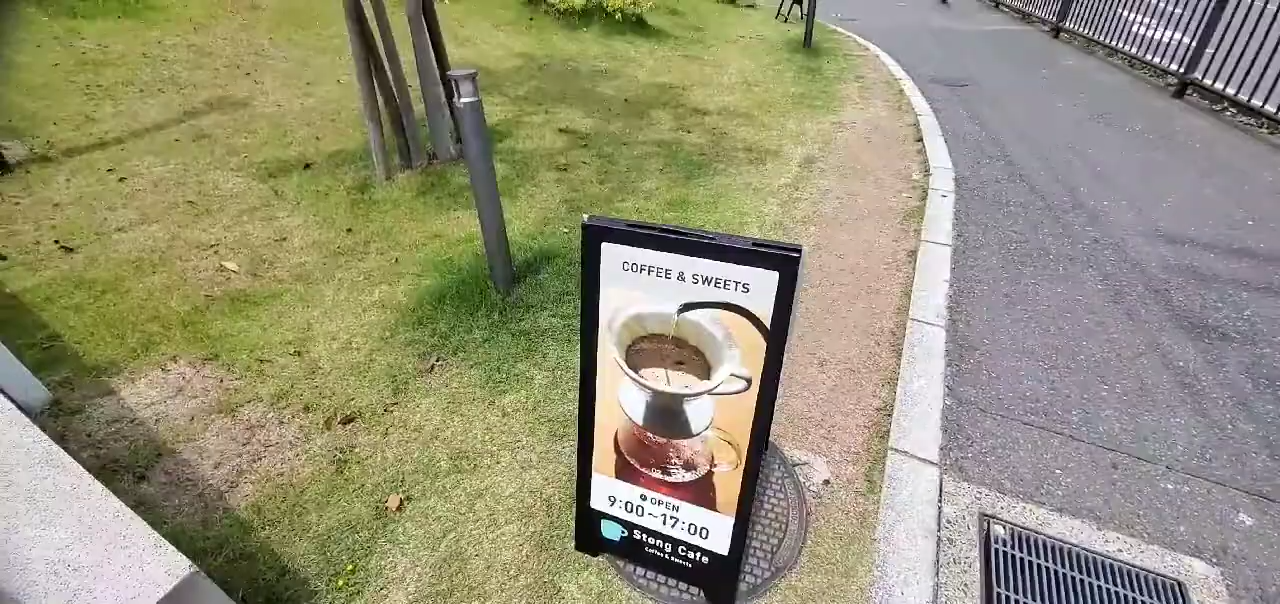 COFFEE & SWEETS
OPEN
9:00~17:00
Stong Cafe
Coffee & Sweets